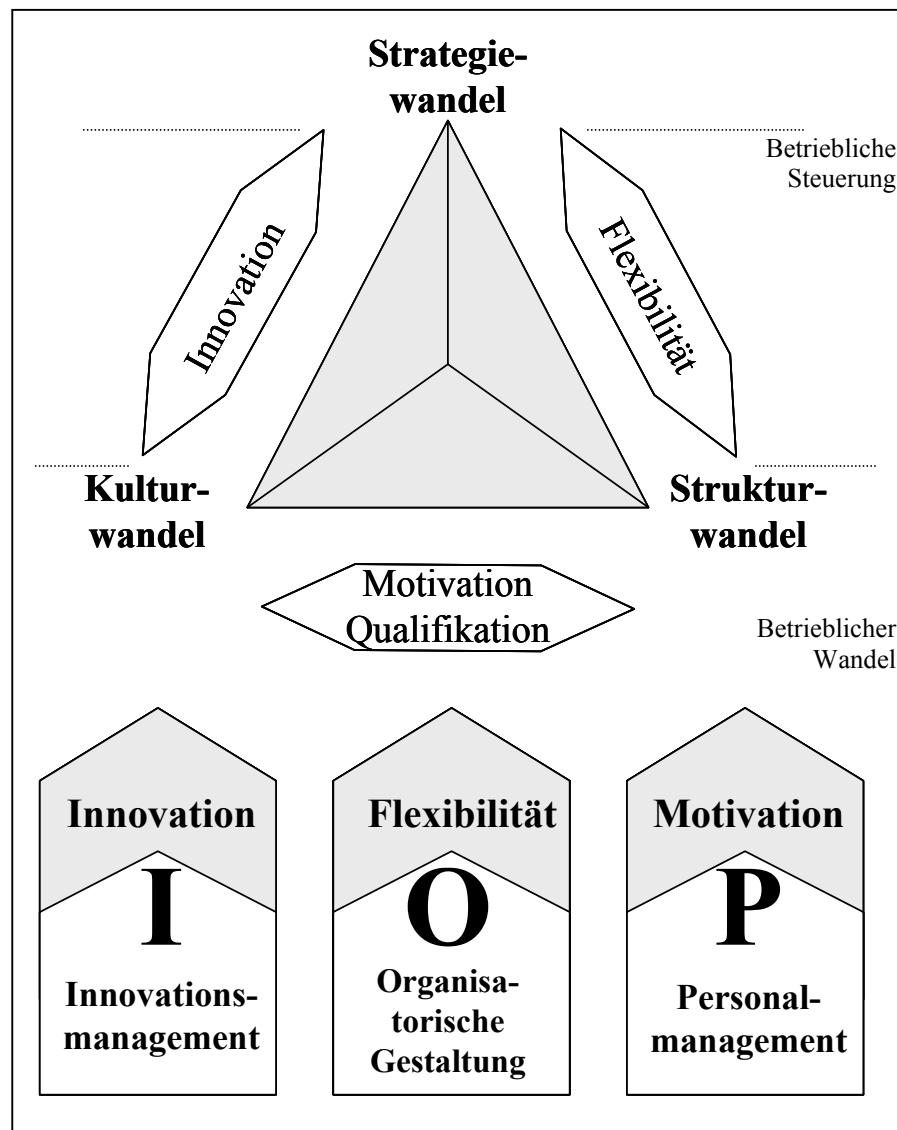 Strategie-
wandel
Betriebliche
Steuerung
Innovation
Flexibilität
Kultur-
wandel
Struktur-
wandel
Motivation
Qualifikation
Betrieblicher
Wandel
Innovation
Flexibilität
Motivation
I
O
P
Innovations-
management
Organisa-
torische
Gestaltung
Personal-
management